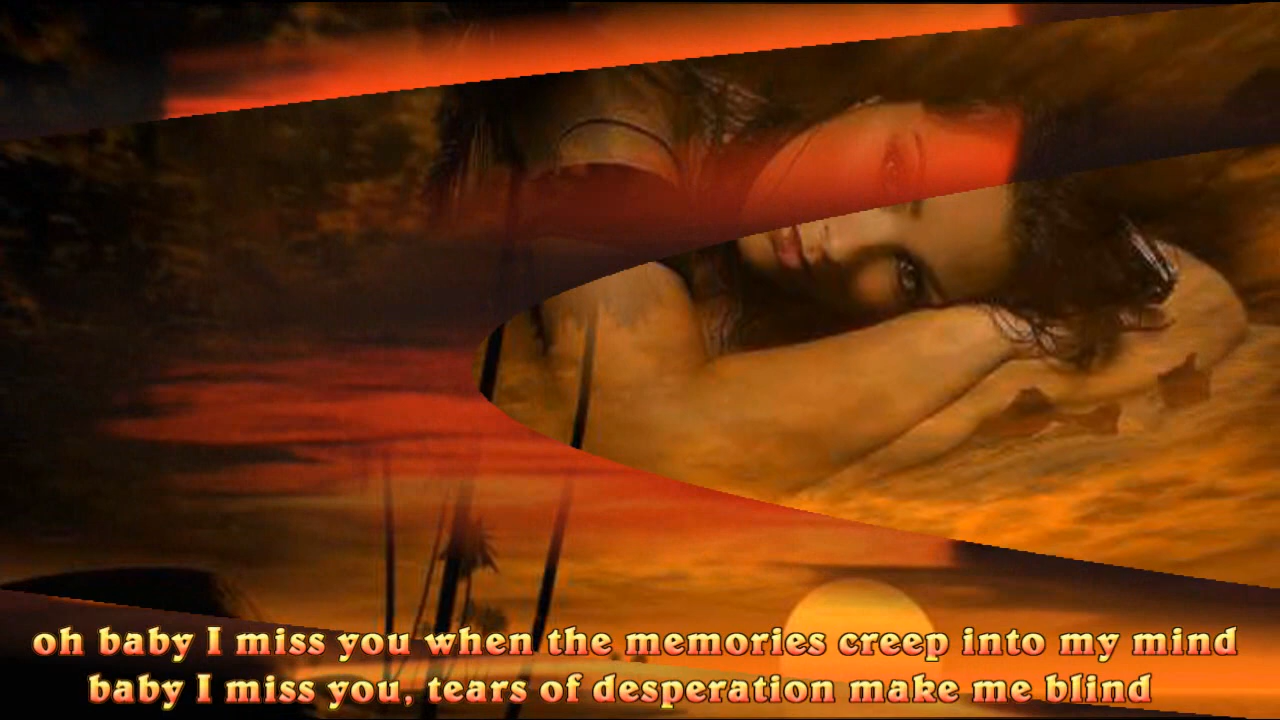 oh baby I miss you when the memories creep into my mind
baby I miss you, tears of desperation make me blind